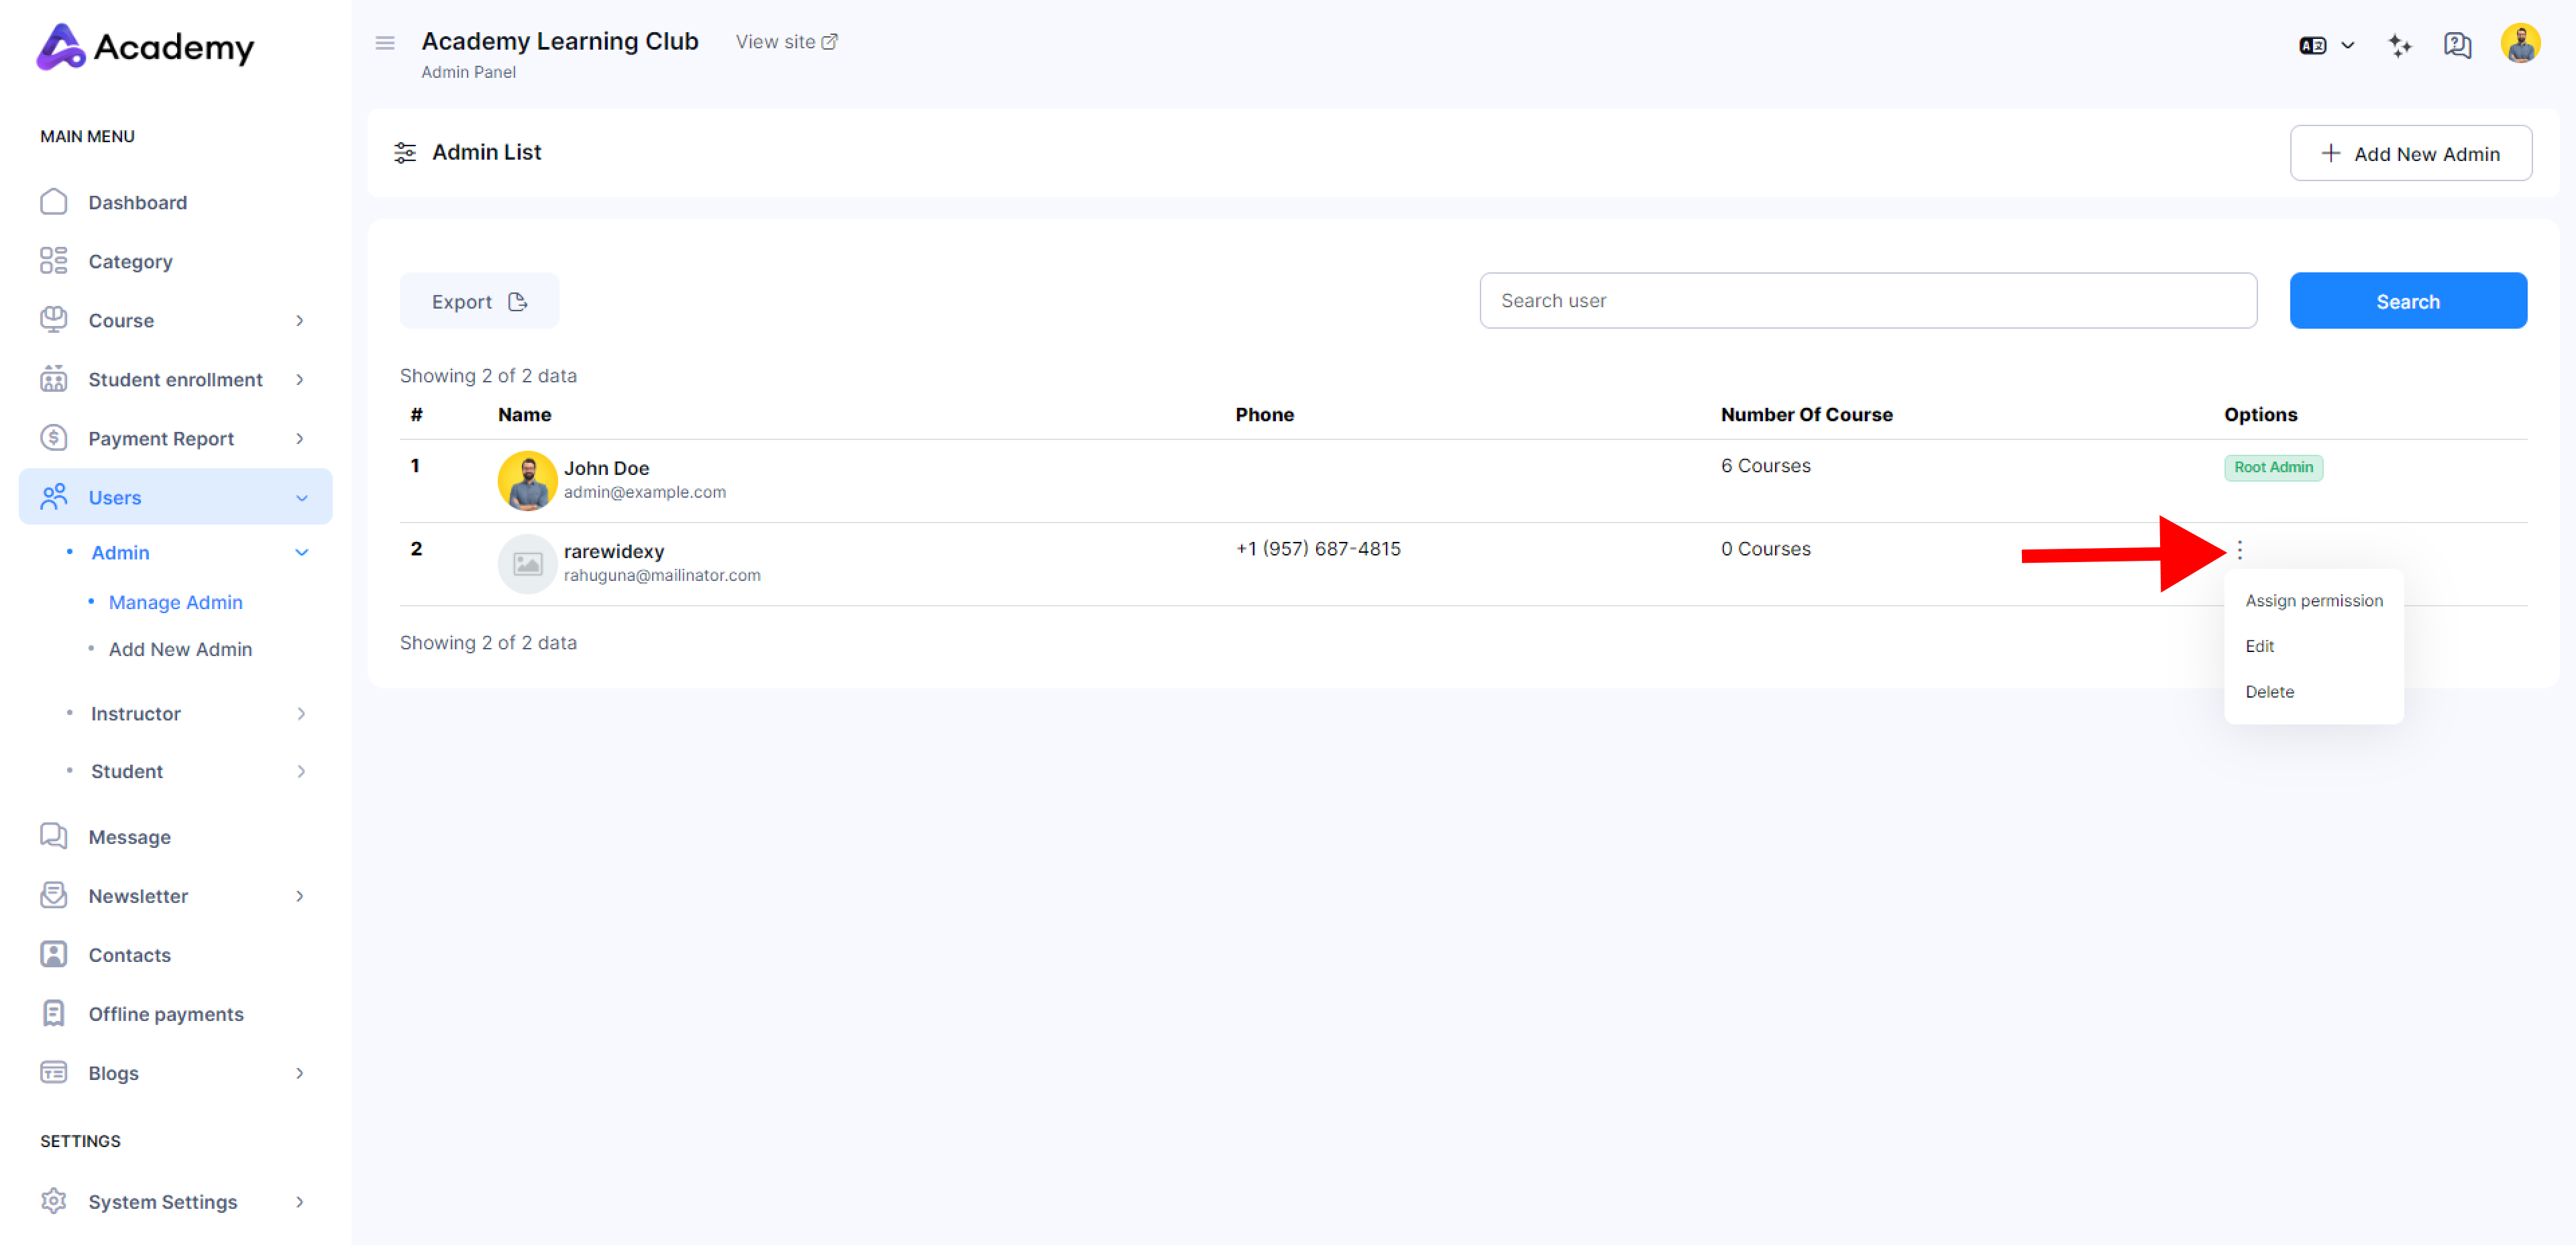 Academy
MAIN MENU
Dashboard
Category
Course
Student enrollment
Payment Report
Users
Admin
Manage Admin
Add New Admin
Instructor
Student
Message
Newsletter
Contacts
Offline payments
Blogs
SETTINGS
System Settings
Academy Learning Club View site
Admin Panel
Admin List
Add New Admin
Export
Search user
Search
Showing 2 of 2 data
# Name Phone Number Of Course Options
1 John Doe 6 Courses Root Admin
admin@example.com
2 rarewidexy +1 (957) 687-4815 0 Courses
rahuguna@mailinator.com
Assign permission
Edit
Delete
Showing 2 of 2 data